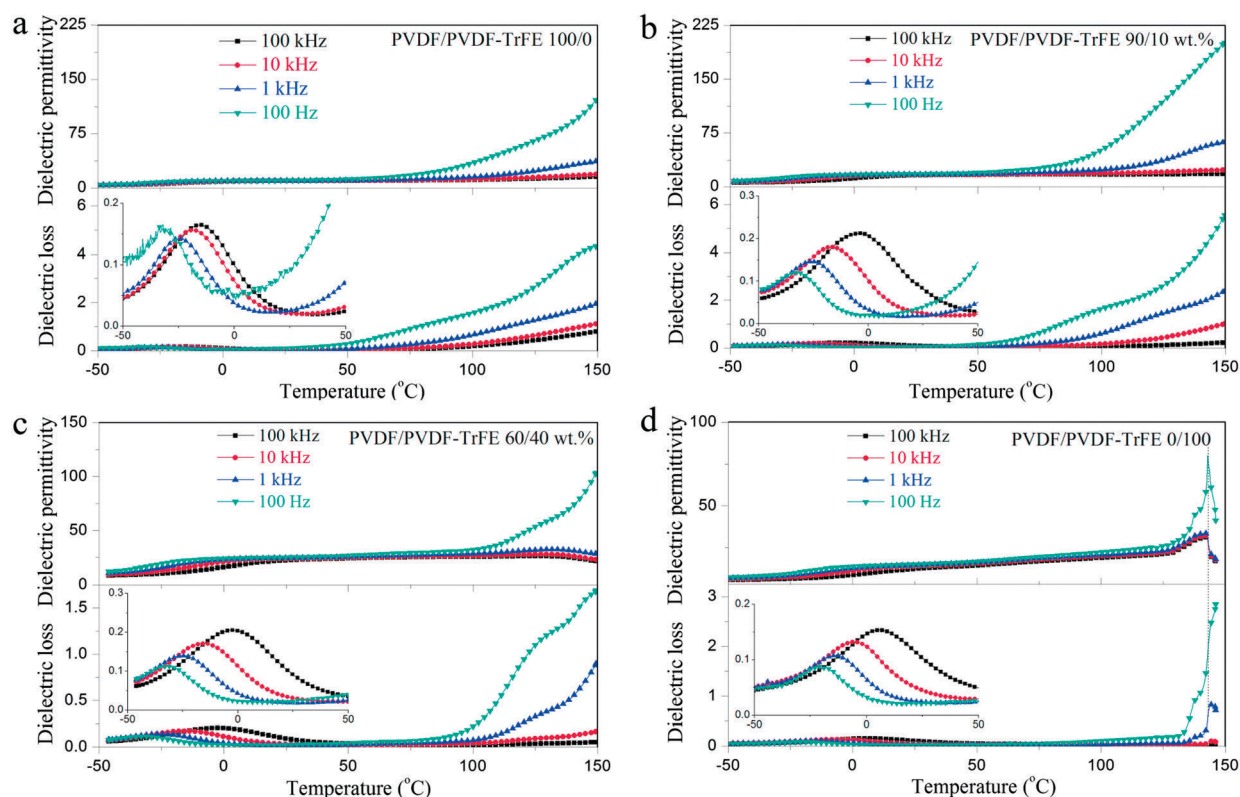 a
PVDF/PVDF-TrFE 100/0
100 kHz
10 kHz
1 kHz
100 Hz
Dielectric permittivity
225
150
75
0
Dielectric loss
6
4
2
0
0.2
0.1
0.0
-50
0
50
-50
0
50
100
150
Temperature (°C)
b
PVDF/PVDF-TrFE 90/10 wt.%
100 kHz
10 kHz
1 kHz
100 Hz
Dielectric permittivity
225
150
75
0
Dielectric loss
6
4
2
0
0.3
0.2
0.1
0.0
-50
0
50
-50
0
50
100
150
Temperature (°C)
c
PVDF/PVDF-TrFE 60/40 wt.%
100 kHz
10 kHz
1 kHz
100 Hz
Dielectric permittivity
150
100
50
0
Dielectric loss
1.5
1.0
0.5
0.0
0.3
0.2
0.1
0.0
-50
0
50
-50
0
50
100
150
Temperature (°C)
d
PVDF/PVDF-TrFE 0/100
100 kHz
10 kHz
1 kHz
100 Hz
Dielectric permittivity
100
50
Dielectric loss
3
2
1
0
0.2
0.1
0.0
-50
0
50
-50
0
50
100
150
Temperature (°C)